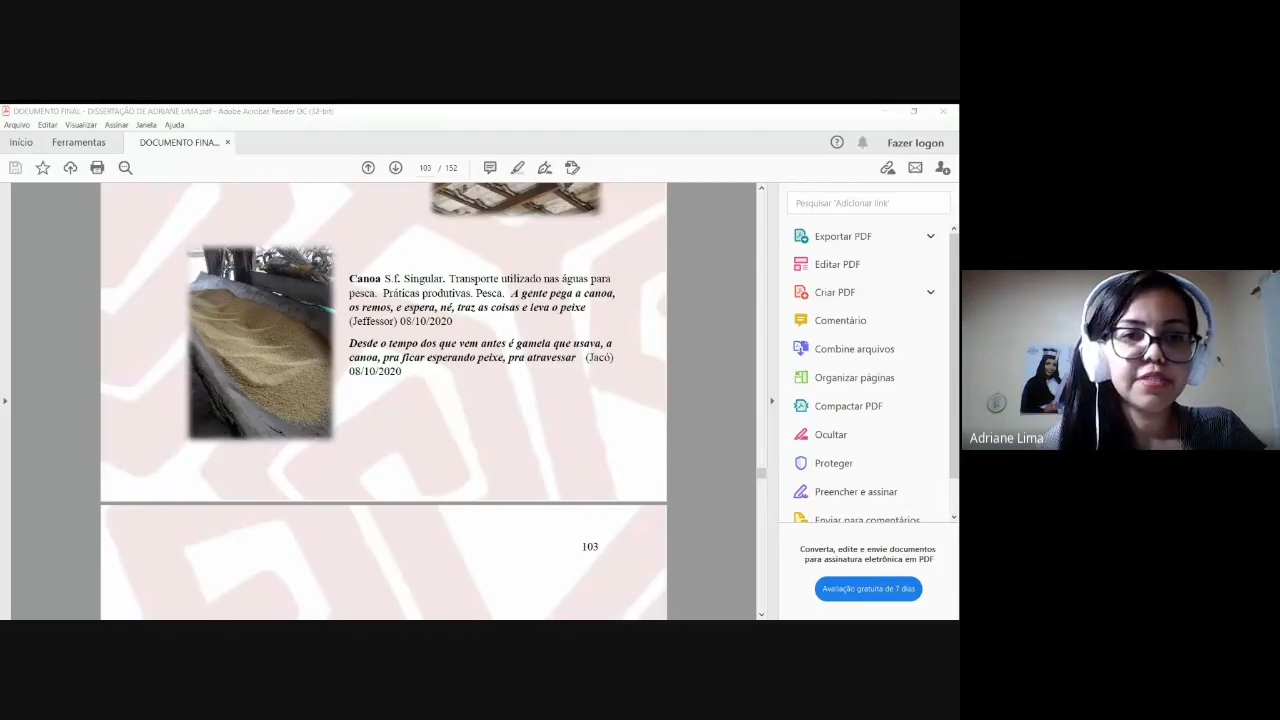 DOCUMENTO FINAL - DISSERTAÇÃO DE ADRIANE LIMA.pdf - Adobe Acrobat Reader DC (32-bit)
Arquivo Editar Visualizar Assinar Janela Ajuda
Início Ferramentas DOCUMENTO FINA... × Fazer logon
103 / 152
Pesquisar 'Adicionar link'
Exportar PDF
Editar PDF
Criar PDF
Comentário
Combine arquivos
Organizar páginas
Compactar PDF
Ocultar
Proteger
Preencher e assinar
Enviar para comentários
Converta, edite e envie documentos
para assinatura eletrônica em PDF
Avaliação gratuita de 7 dias
Canoa S.f. Singular. Transporte utilizado nas águas para
pesca. Práticas produtivas. Pesca. A gente pega a canoa,
os remos, e espera, né, traz as coisas e leva o peixe
(Jeffessor) 08/10/2020
Desde o tempo dos que vem antes é gamela que usava, a
canoa, pra ficar esperando peixe, pra atravessar (Jacó)
08/10/2020
103
Adriane Lima